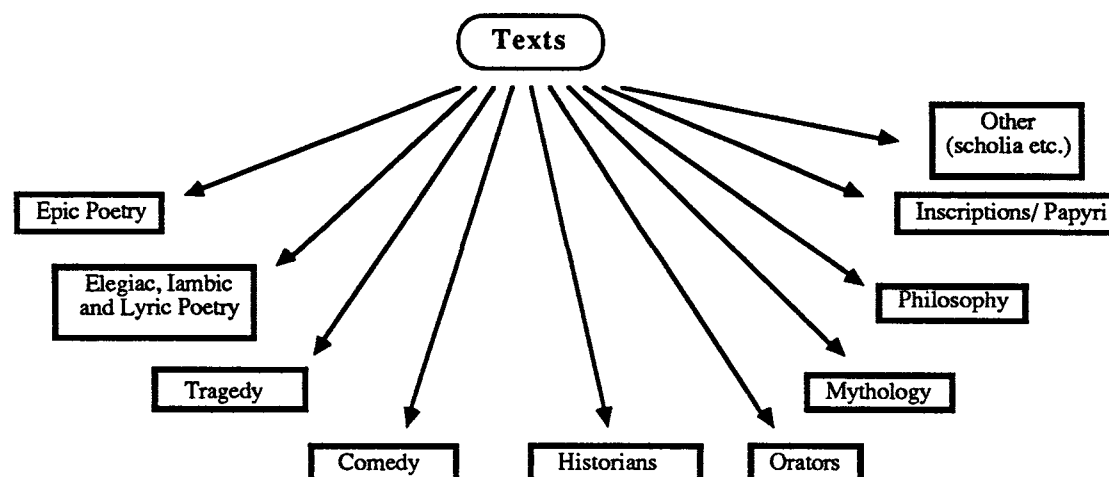 Texts
Epic Poetry
Elegiac, Iambic
and Lyric Poetry
Tragedy
Comedy
Historians
Orators
Mythology
Philosophy
Inscriptions/ Papyri
Other
(scholia etc.)